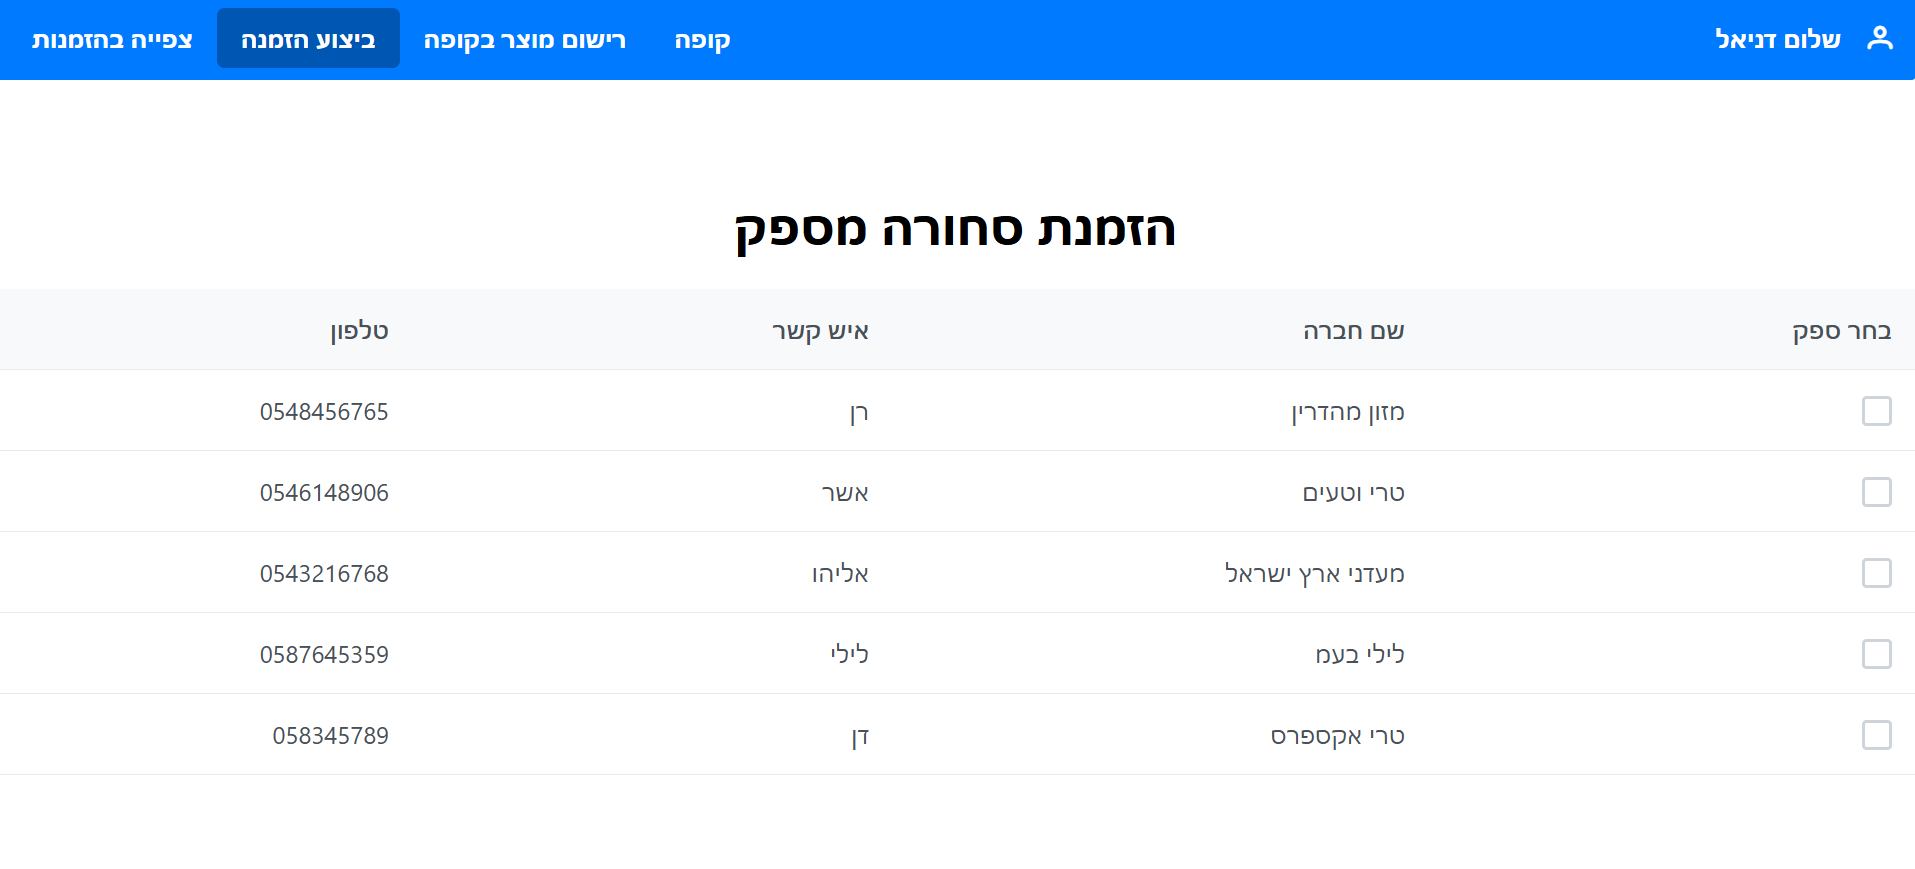 שלום דניאל
קופה
רישום מוצר בקופה
ביצוע הזמנה
צפייה בהזמנות
הזמנת סחורה מספק
בחר ספק שם חברה איש קשר טלפון
מזון מהדרין רן 0548456765
טרי וטעים אשר 0546148906
מעדני ארץ ישראל אליהו 0543216768
לילי בעמ לילי 0587645359
טרי אקספרס דן 058345789